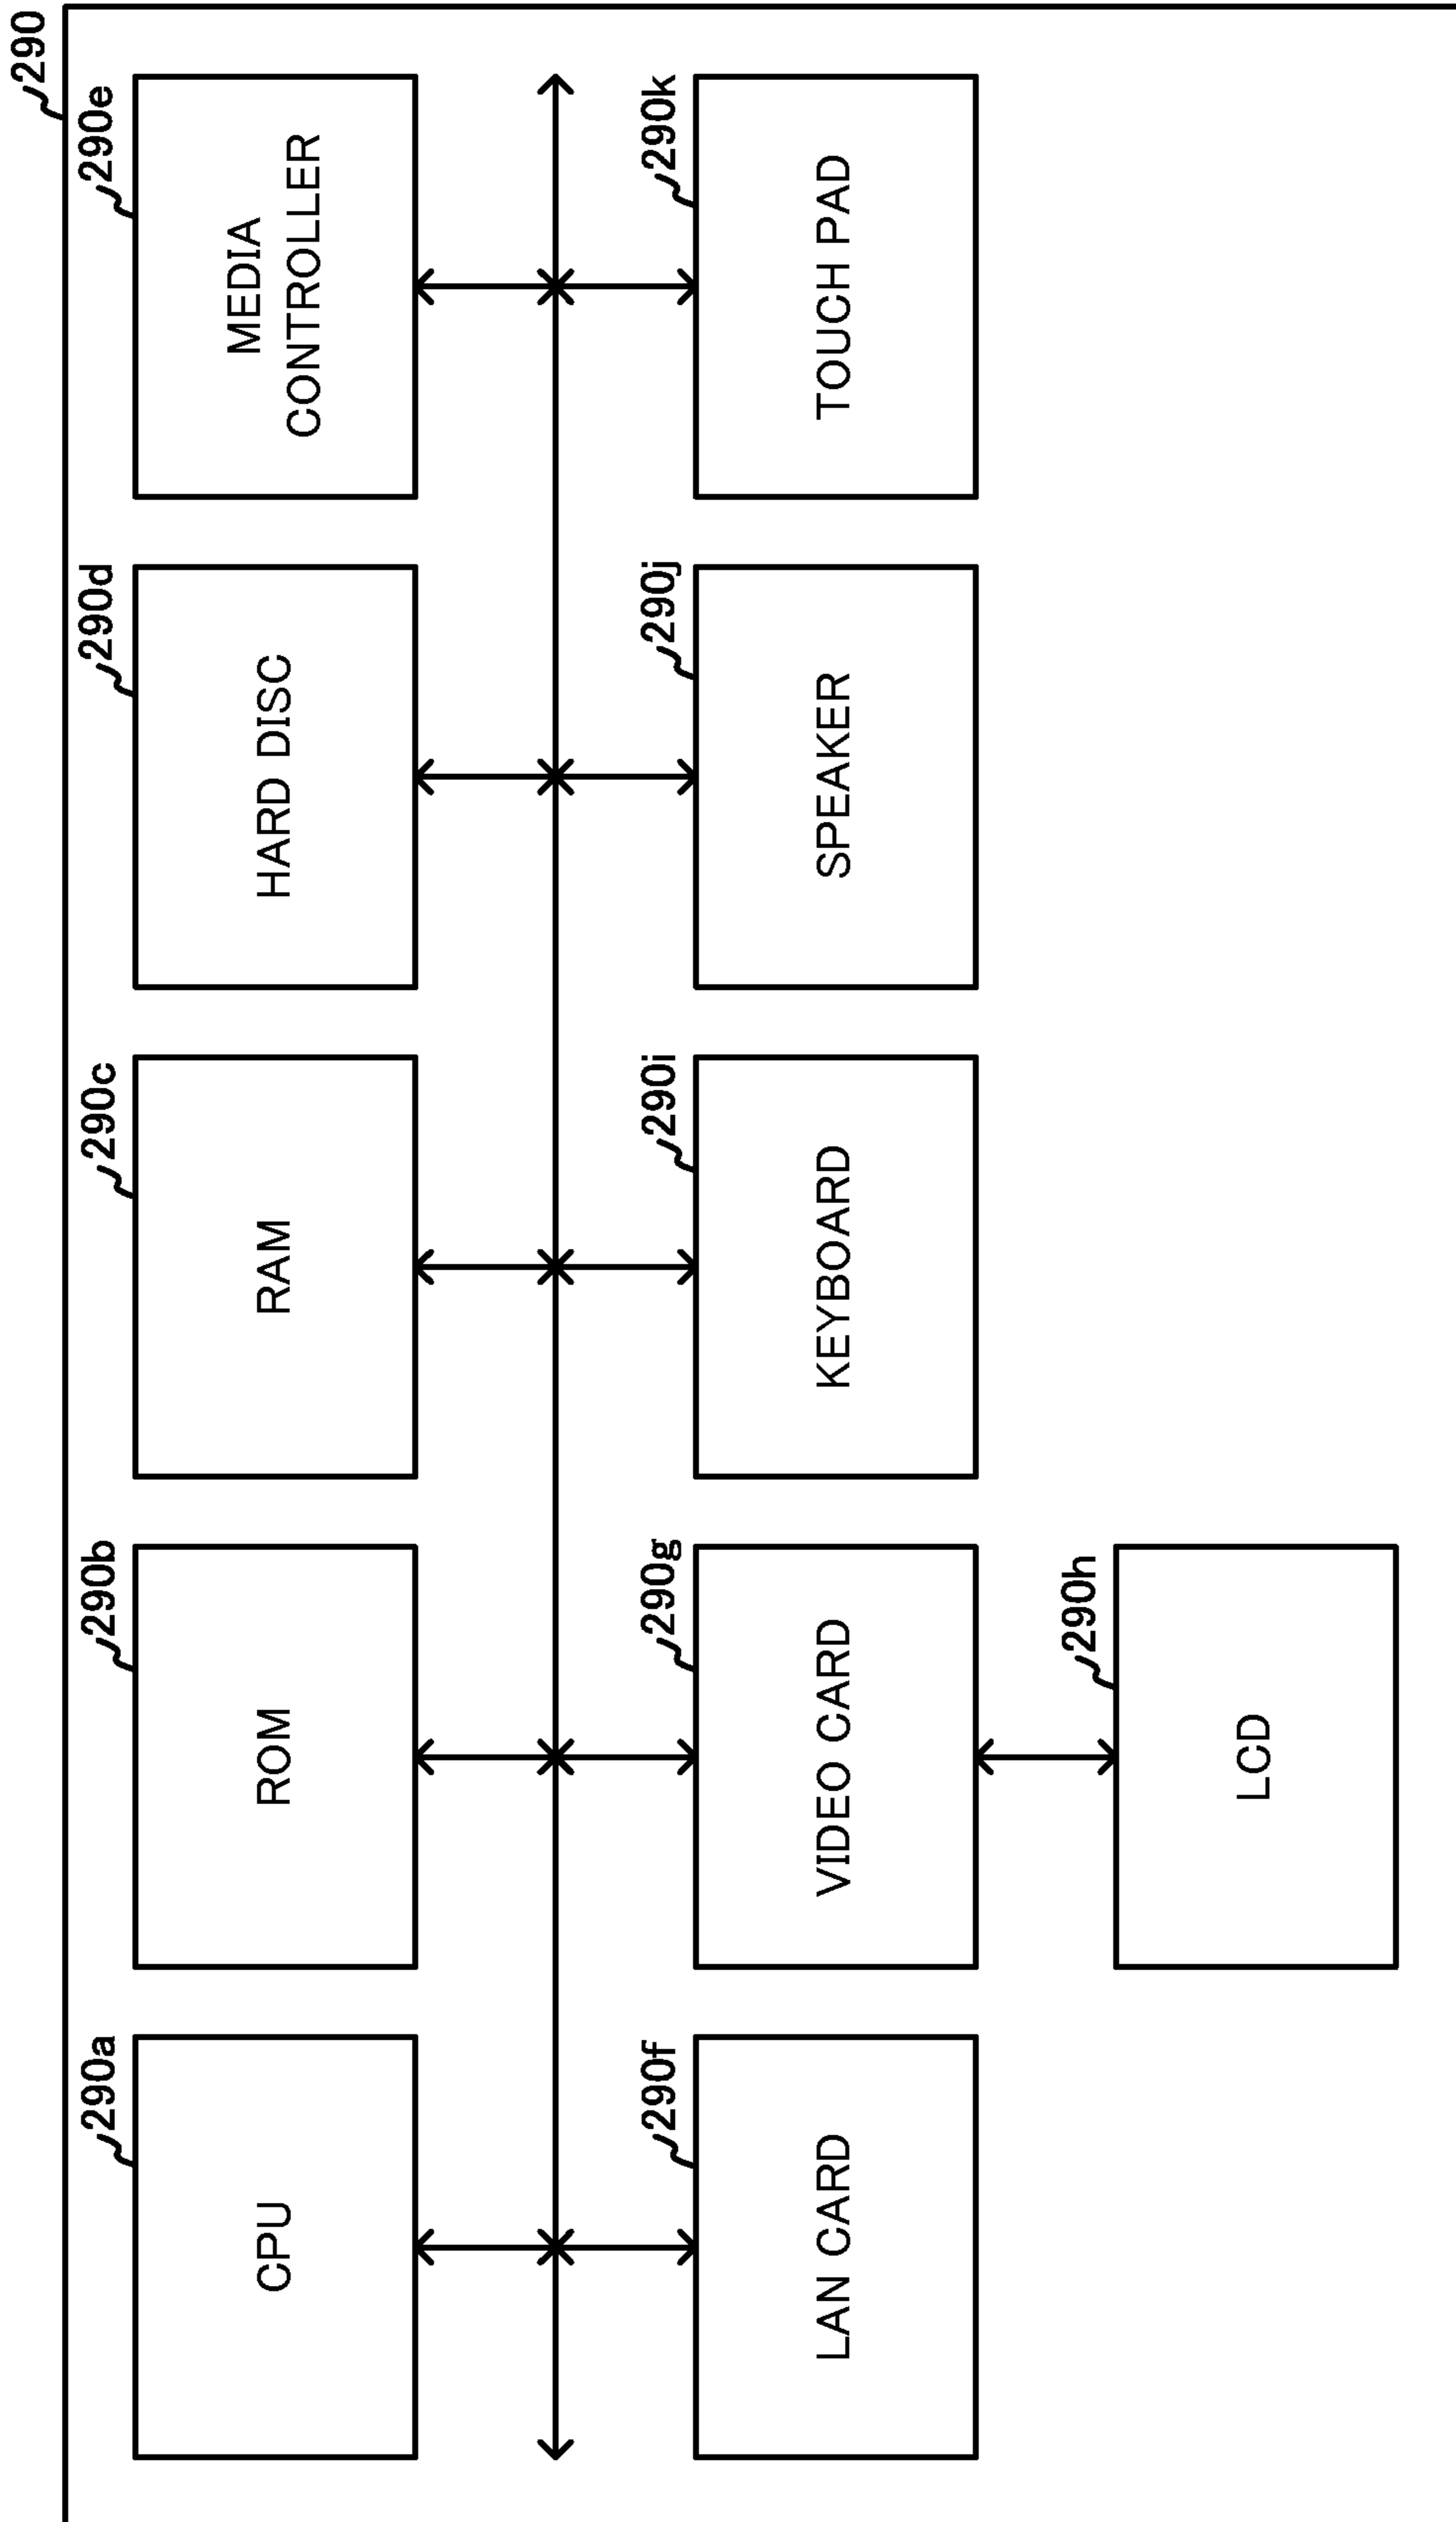 290
290a
CPU
290b
ROM
290c
RAM
290d
HARD DISC
290e
MEDIA
CONTROLLER
290f
LAN CARD
290g
VIDEO CARD
290i
KEYBOARD
290j
SPEAKER
290k
TOUCH PAD
290h
LCD